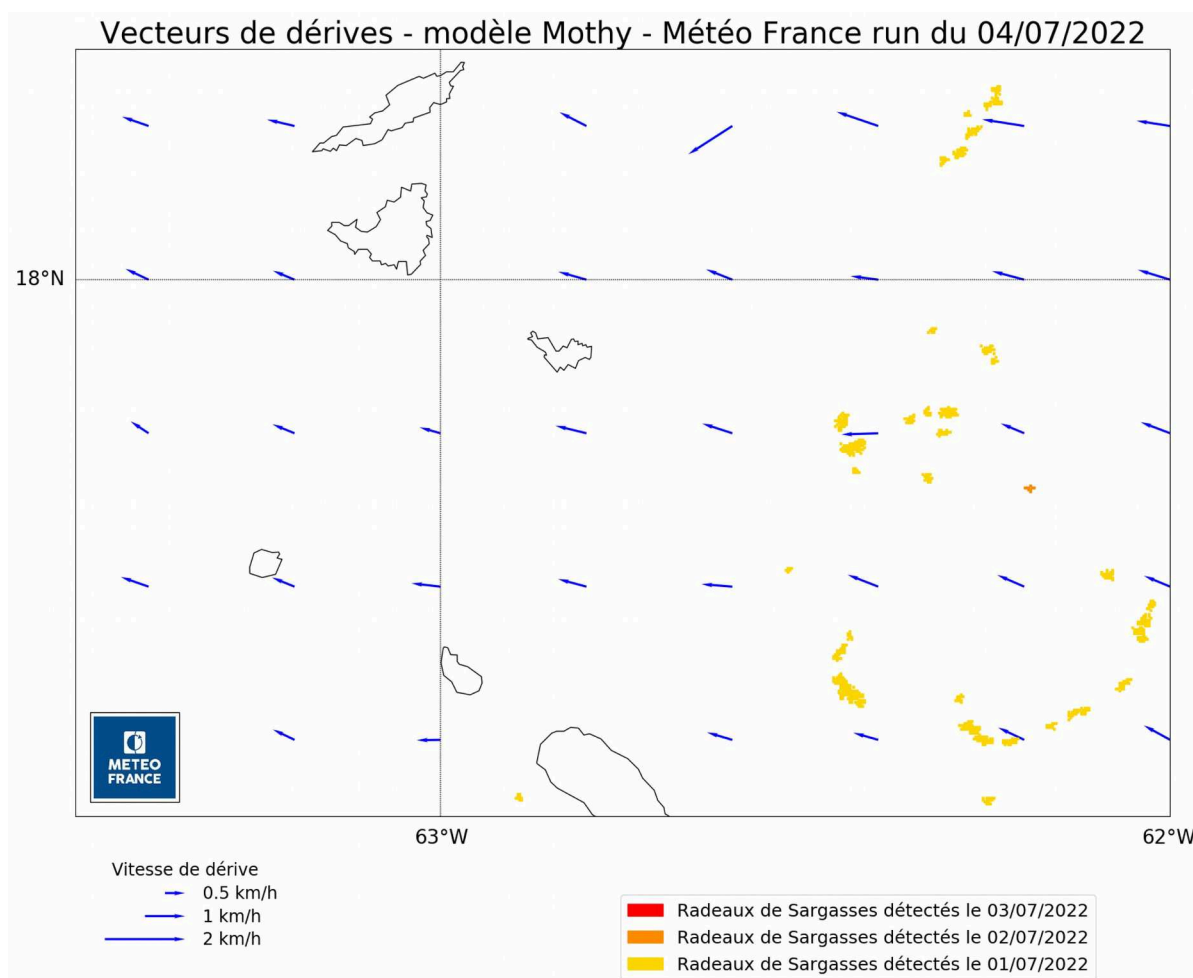 Vecteurs de dérives - modèle Mothy - Météo France run du 04/07/2022
18°N
METEO
FRANCE
63°W
62°W
Vitesse de dérive
0.5 km/h
1 km/h
2 km/h
Radeaux de Sargasses détectés le 03/07/2022
Radeaux de Sargasses détectés le 02/07/2022
Radeaux de Sargasses détectés le 01/07/2022